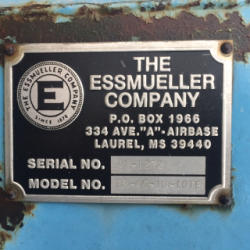 THE ESSMUELLER COMPANY
E
SINCE 1878
THE
ESSMUELLER
COMPANY
P.O. BOX 1966
334 AVE."A"-AIRBASE
LAUREL, MS 39440
SERIAL NO.
MODEL NO.